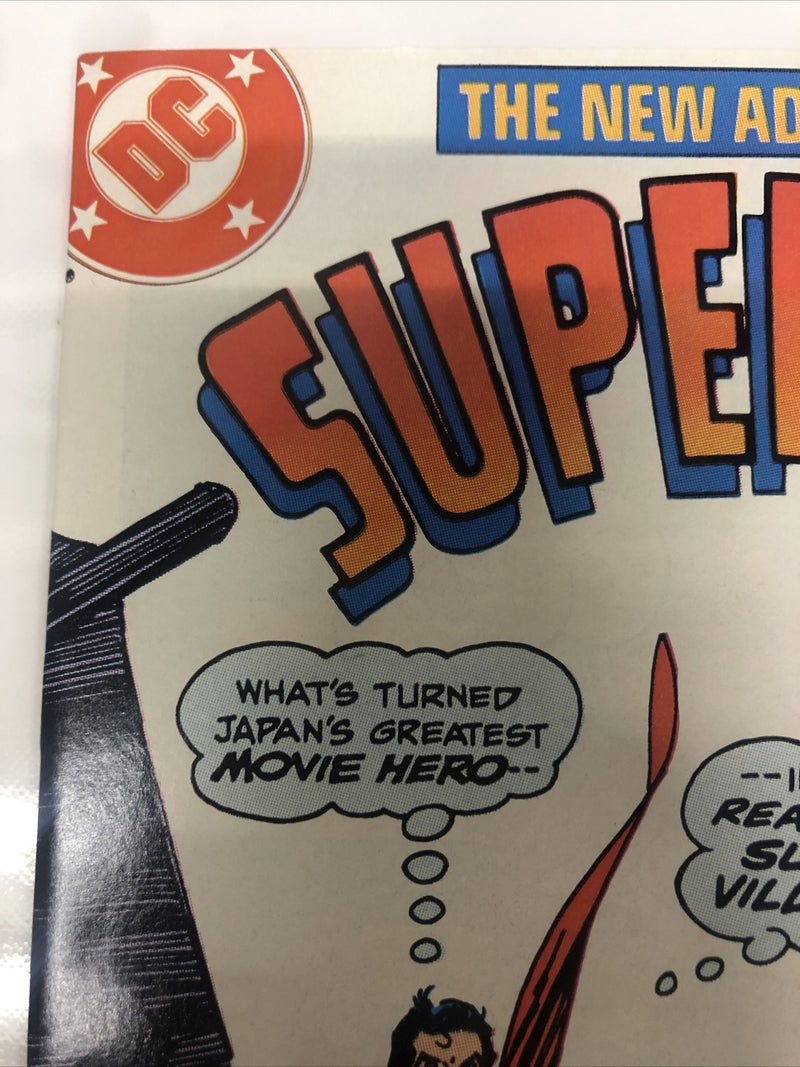 DC
THE NEW AD
SUPE
WHAT'S TURNED
JAPAN'S GREATEST
MOVIE HERO--
--I
REA
SU
VILL